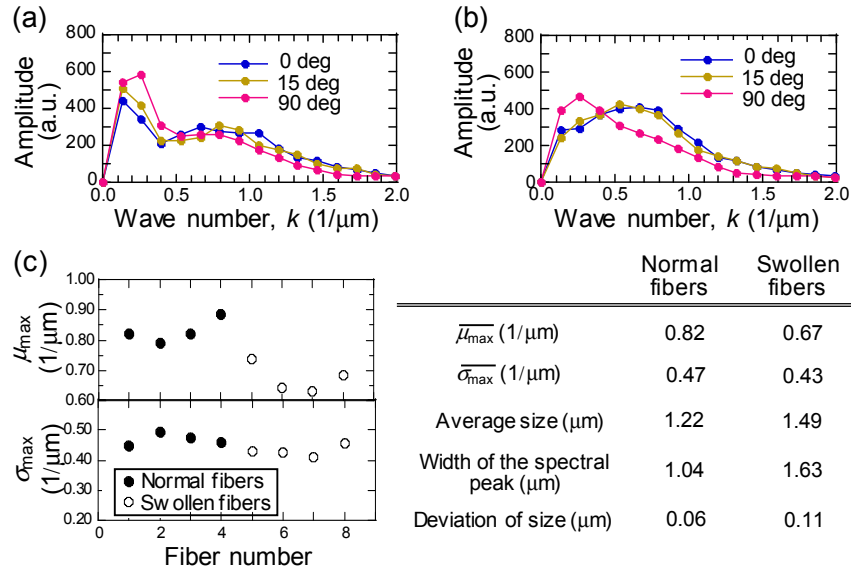 (a)
800
600
400
200
0
Amplitude
(a.u.)
0 deg
15 deg
90 deg
0.0 0.5 1.0 1.5 2.0
Wave number, k (1/μm)
(b)
800
600
400
200
0
Amplitude
(a.u.)
0 deg
15 deg
90 deg
0.0 0.5 1.0 1.5 2.0
Wave number, k (1/μm)
(c)
1.00
0.90
0.80
0.70
0.60
μmax
(1/μm)
0.50
0.40
0.20
σmax
(1/μm)
Normal fibers
Swollen fibers
0 2 4 6 8
Fiber number
Normal fibers Swollen fibers
μmax (1/μm) 0.82 0.67
σmax (1/μm) 0.47 0.43
Average size (μm) 1.22 1.49
Width of the spectral peak (μm) 1.04 1.63
Deviation of size (μm) 0.06 0.11